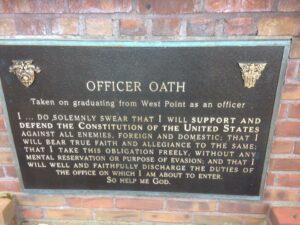 OFFICER OATH
Taken on graduating from West Point as an officer
I ... DO SOLEMNLY SWEAR THAT I WILL SUPPORT AND
DEFEND THE CONSTITUTION OF THE UNITED STATES
AGAINST ALL ENEMIES, FOREIGN AND DOMESTIC; THAT I
WILL BEAR TRUE FAITH AND ALLEGIANCE TO THE SAME;
THAT I TAKE THIS OBLIGATION FREELY, WITHOUT ANY
MENTAL RESERVATION OR PURPOSE OF EVASION; AND THAT I
WILL WELL AND FAITHFULLY DISCHARGE THE DUTIES OF
THE OFFICE ON WHICH I AM ABOUT TO ENTER.
SO HELP ME GOD.